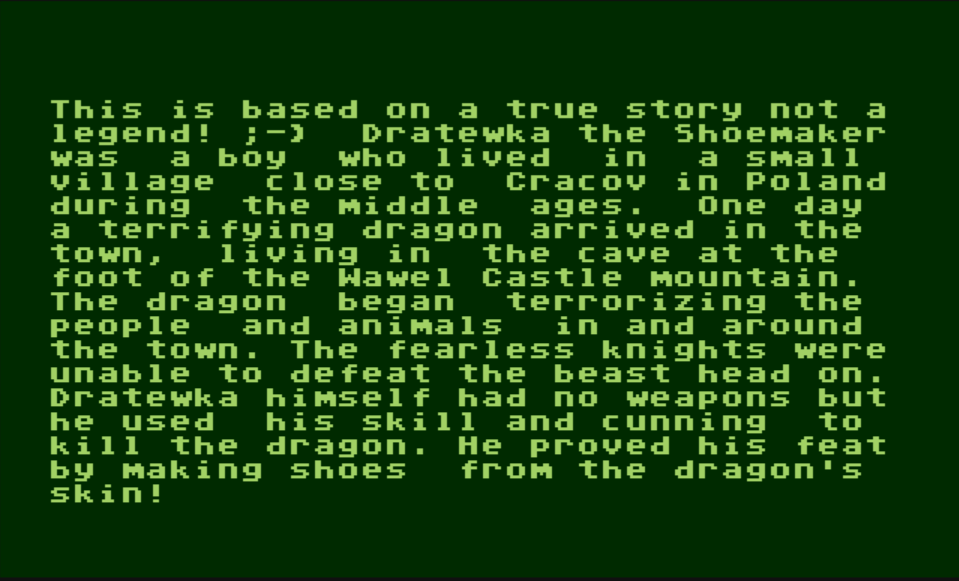 This is based on a true story not a
legend! ;-)  Dratewka the Shoemaker
was  a boy  who lived  in  a small
village  close to  Cracov in Poland
during  the middle  ages.  One day
a terrifying dragon arrived in the
town,  living in  the cave at the
foot of the Wawel Castle mountain.
The dragon  began  terrorizing the
people  and animals  in and around
the town. The fearless knights were
unable to defeat the beast head on.
Dratewka himself had no weapons but
he used  his skill and cunning  to
kill the dragon. He proved his feat
by making shoes  from the dragon's
skin!